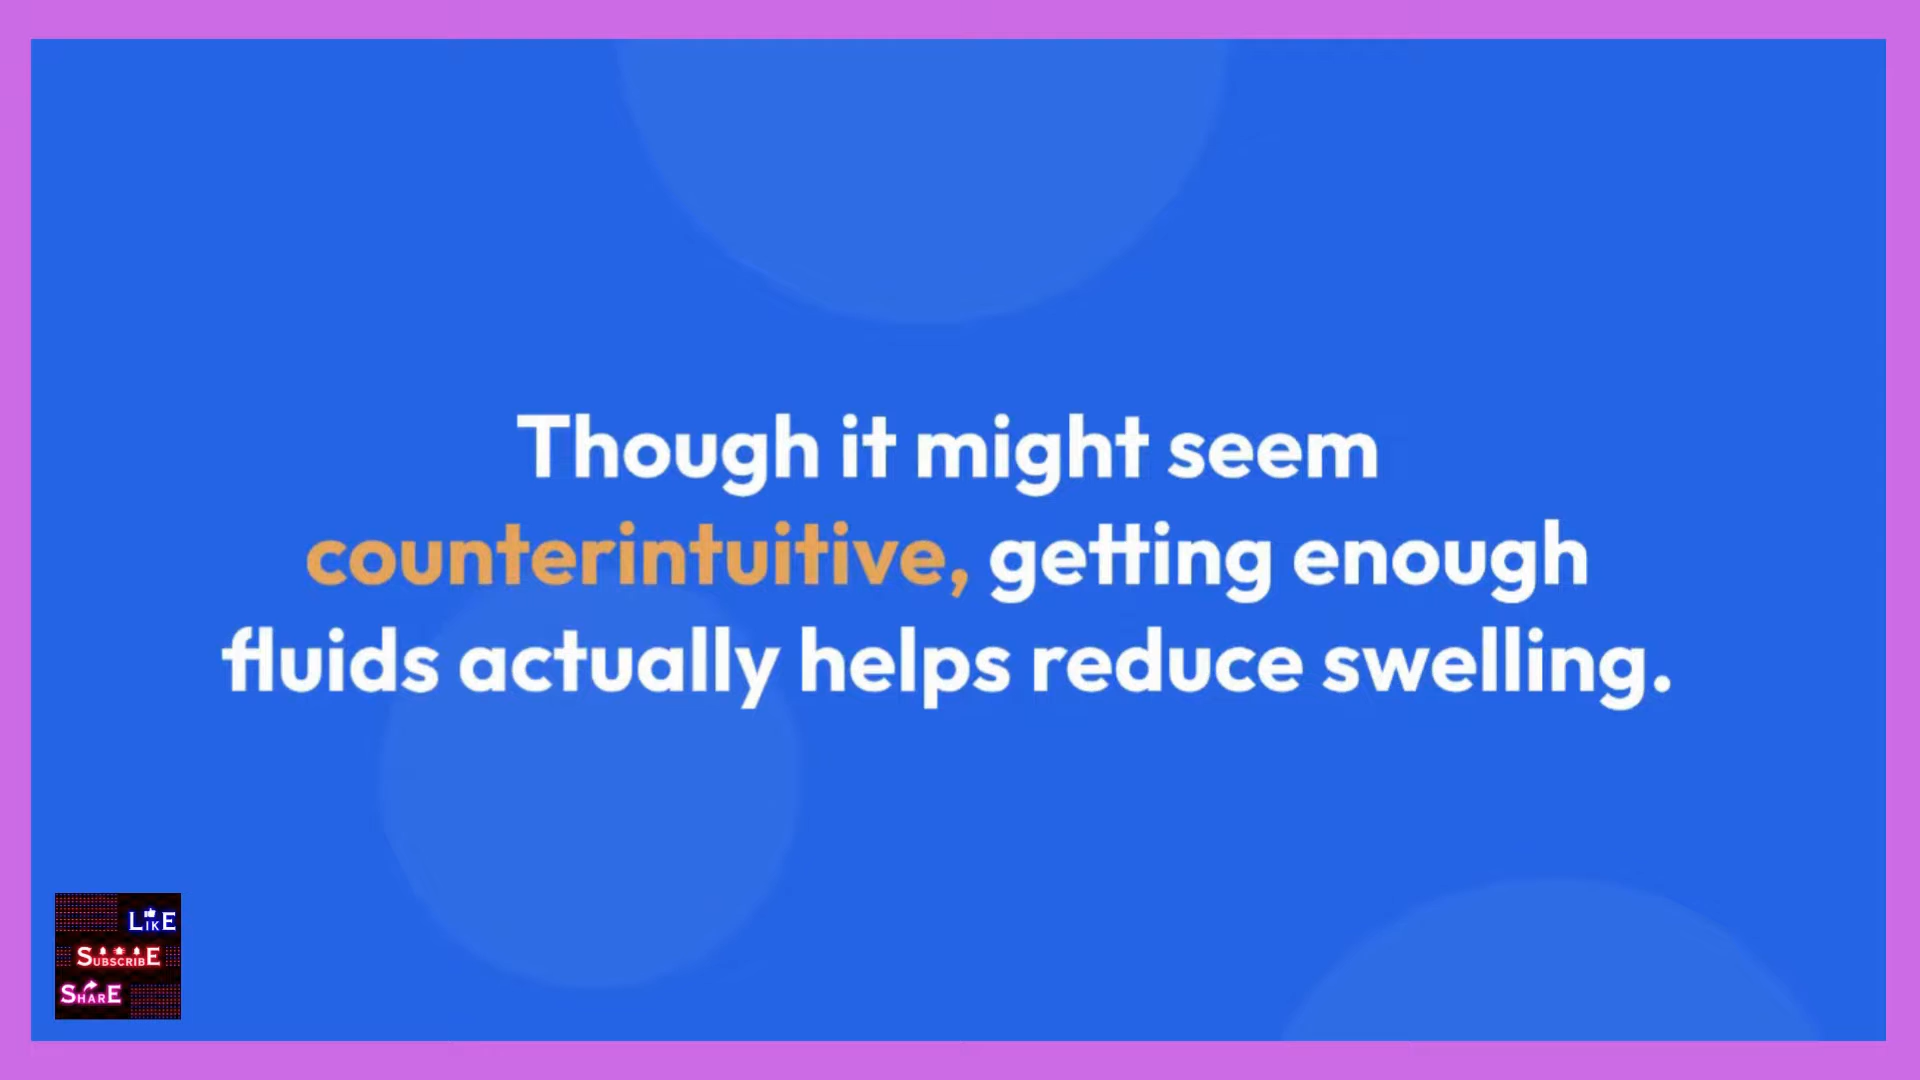 Though it might seem
counterintuitive, getting enough
fluids actually helps reduce swelling.
LIKE
SUBSCRIBE
SHARE